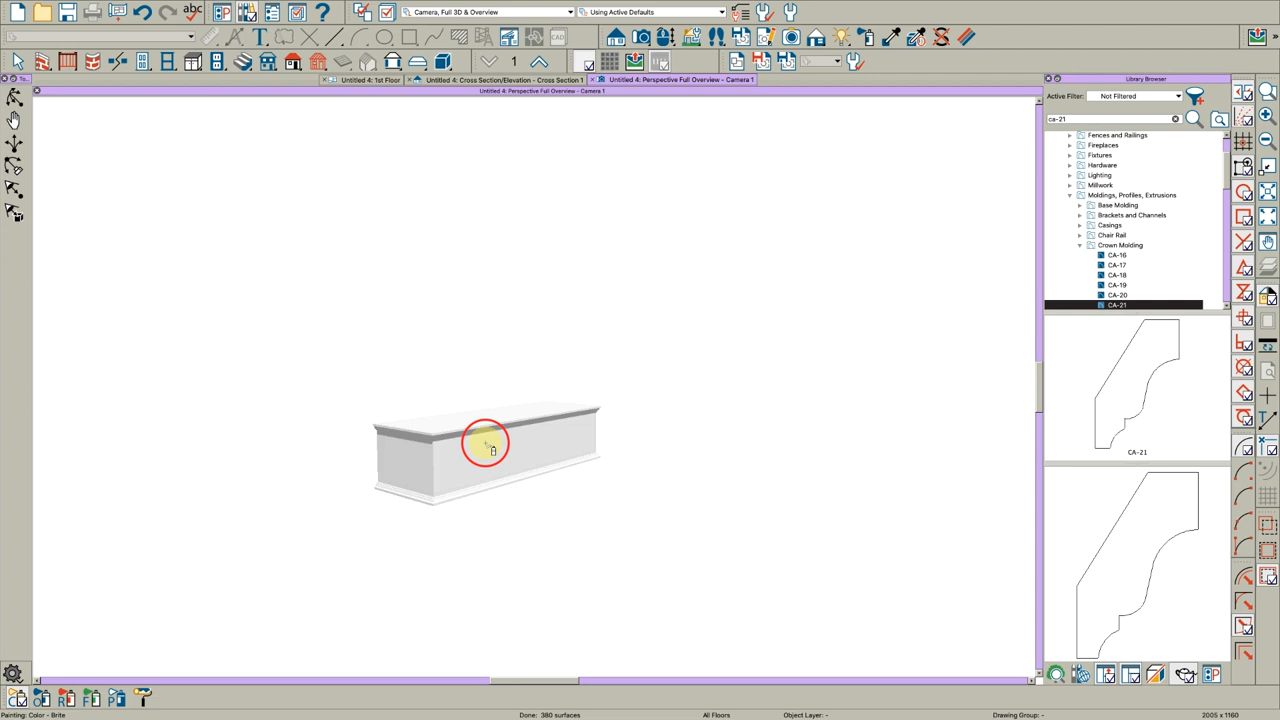 abc
?
Camera, Full 3D & Overview
Using Active Defaults
CAD
1
Untitled 4: 1st Floor
Untitled 4: Cross Section/Elevation - Cross Section 1
Untitled 4: Perspective Full Overview - Camera 1
Untitled 4: Perspective Full Overview - Camera 1
Library Browser
Active Filter:
Not Filtered
ca-21
Fences and Railings
Fireplaces
Fixtures
Hardware
Lighting
Millwork
Moldings, Profiles, Extrusions
Base Molding
Brackets and Channels
Casings
Chair Rail
Crown Molding
CA-16
CA-17
CA-18
CA-19
CA-20
CA-21
CA-21
Painting: Color - Brite
Done: 380 surfaces
All Floors
Object Layer: -
Drawing Group: -
2005 x 1160